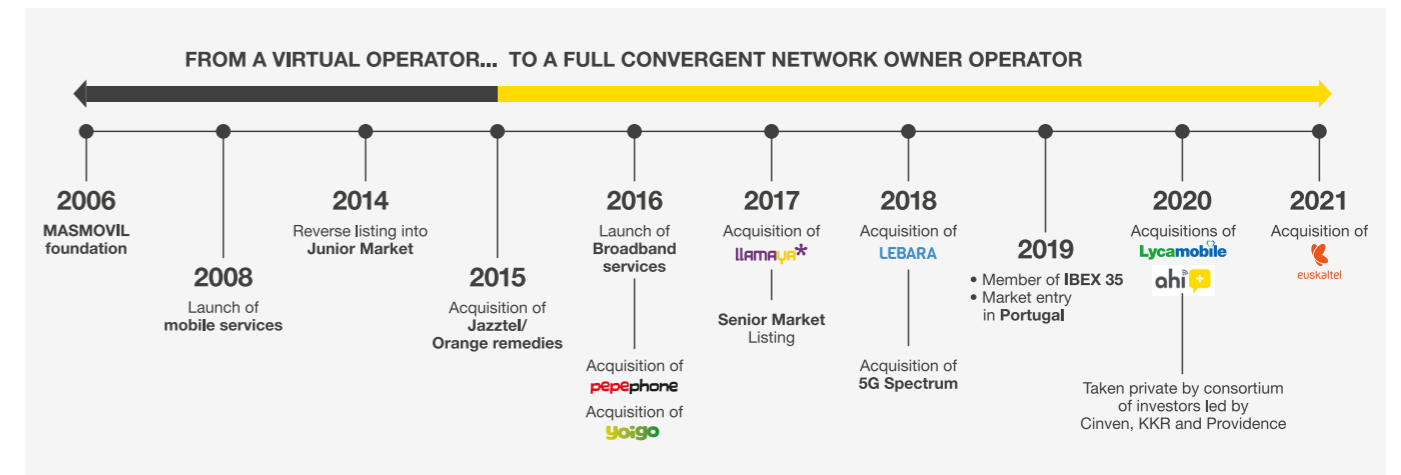 FROM A VIRTUAL OPERATOR... TO A FULL CONVERGENT NETWORK OWNER OPERATOR
2006
MASMOVIL
foundation
2008
Launch of
mobile services
2014
Reverse listing into
Junior Market
2015
Acquisition of
Jazztel/
Orange remedies
2016
Launch of
Broadband
services
Acquisition of
pepephone
Acquisition of
yoigo
2017
Acquisition of
llamaya*
Senior Market
Listing
2018
Acquisition of
LEBARA
Acquisition of
5G Spectrum
2019
• Member of IBEX 35
• Market entry
in Portugal
2020
Acquisitions of
Lycamobile
ahi+
Taken private by consortium
of investors led by
Cinven, KKR and Providence
2021
Acquisition of
euskaltel